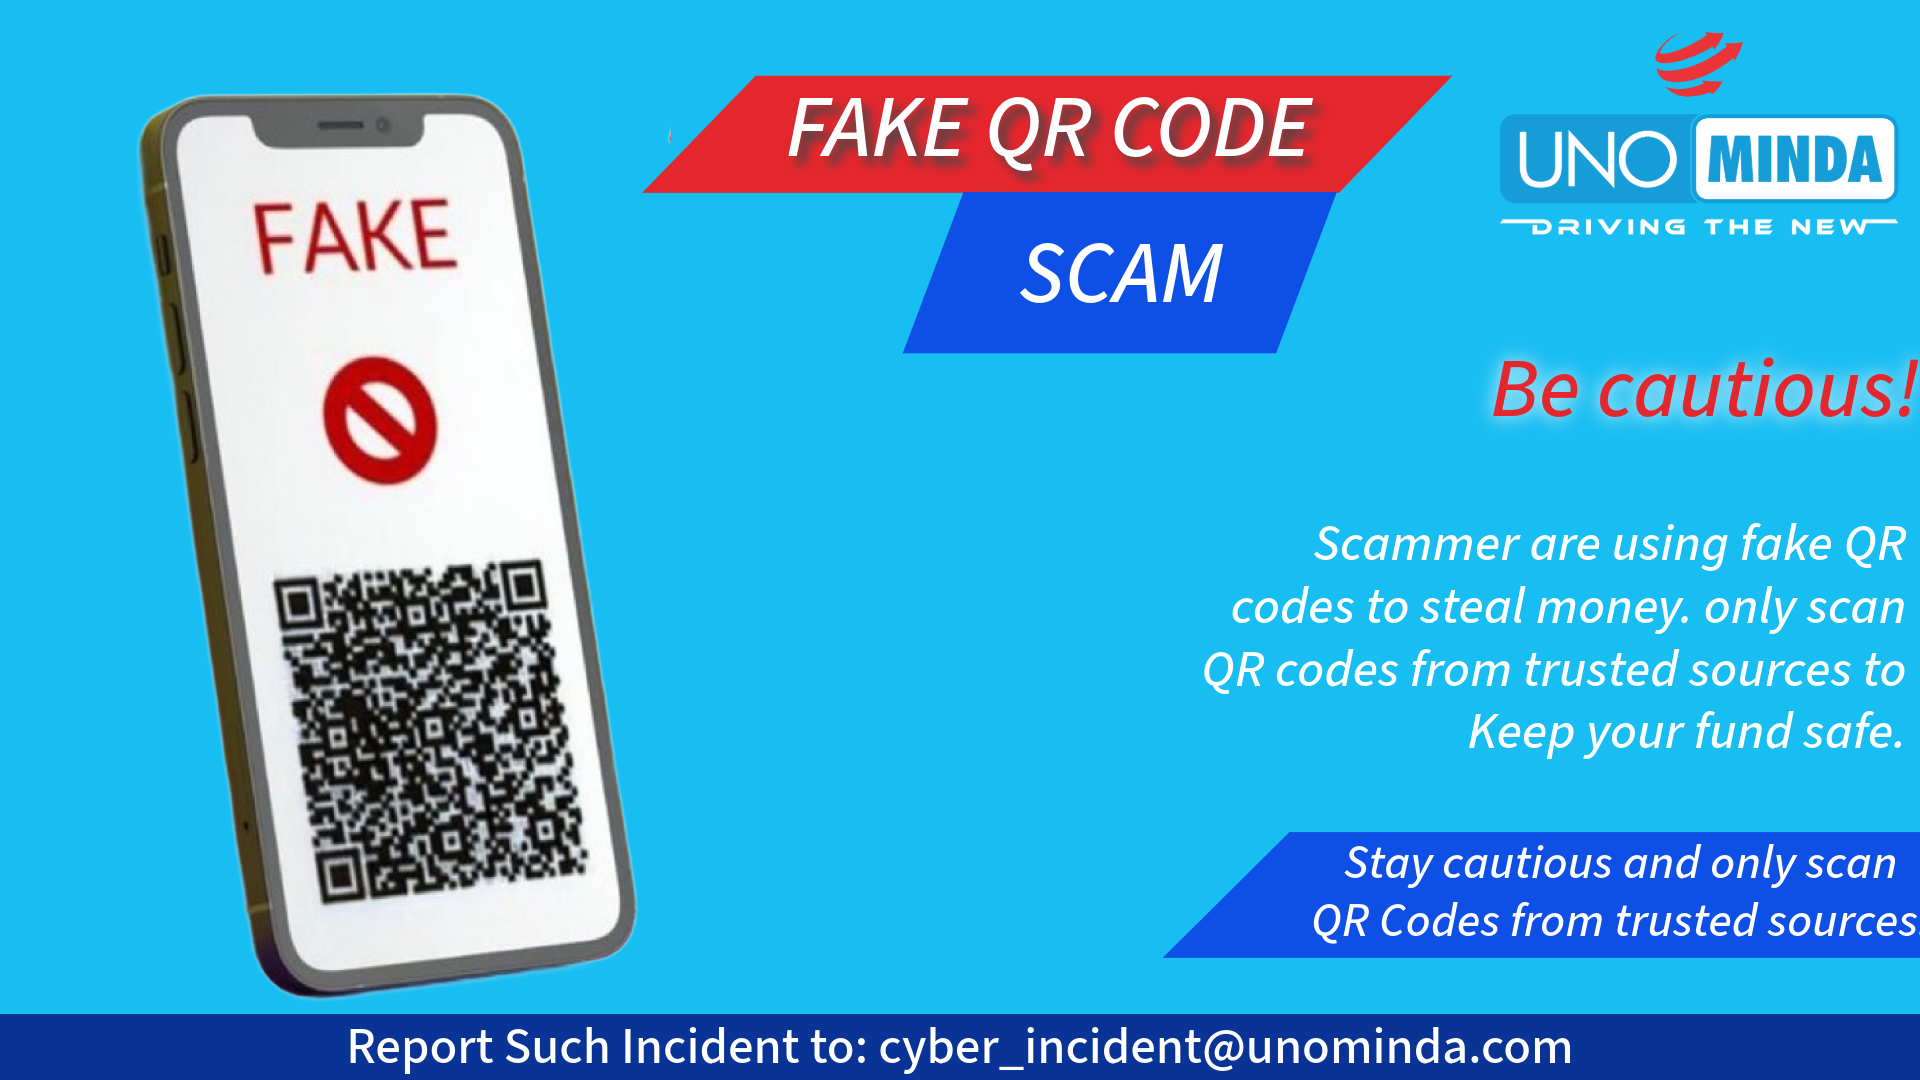 FAKE QR CODE
SCAM
UNO MINDA
DRIVING THE NEW
FAKE
Be cautious!
Scammer are using fake QR
codes to steal money. only scan
QR codes from trusted sources to
Keep your fund safe.
Stay cautious and only scan
QR Codes from trusted sources.
Report Such Incident to: cyber_incident@unominda.com